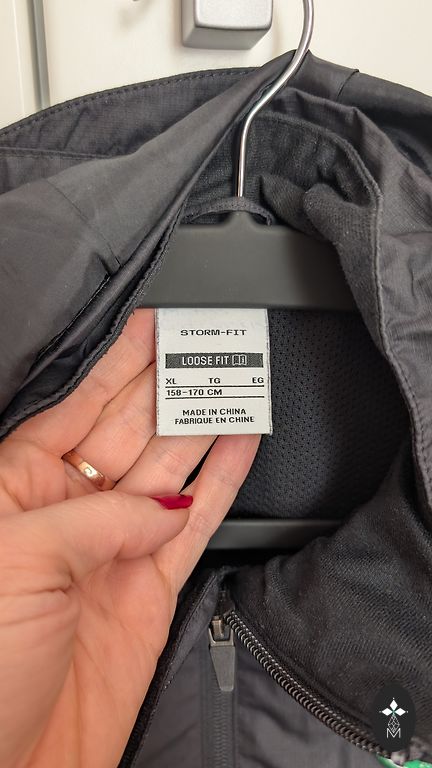 STORM-FIT
LOOSE FIT
XL TG EG
158-170 CM
MADE IN CHINA
FABRIQUE EN CHINE
M